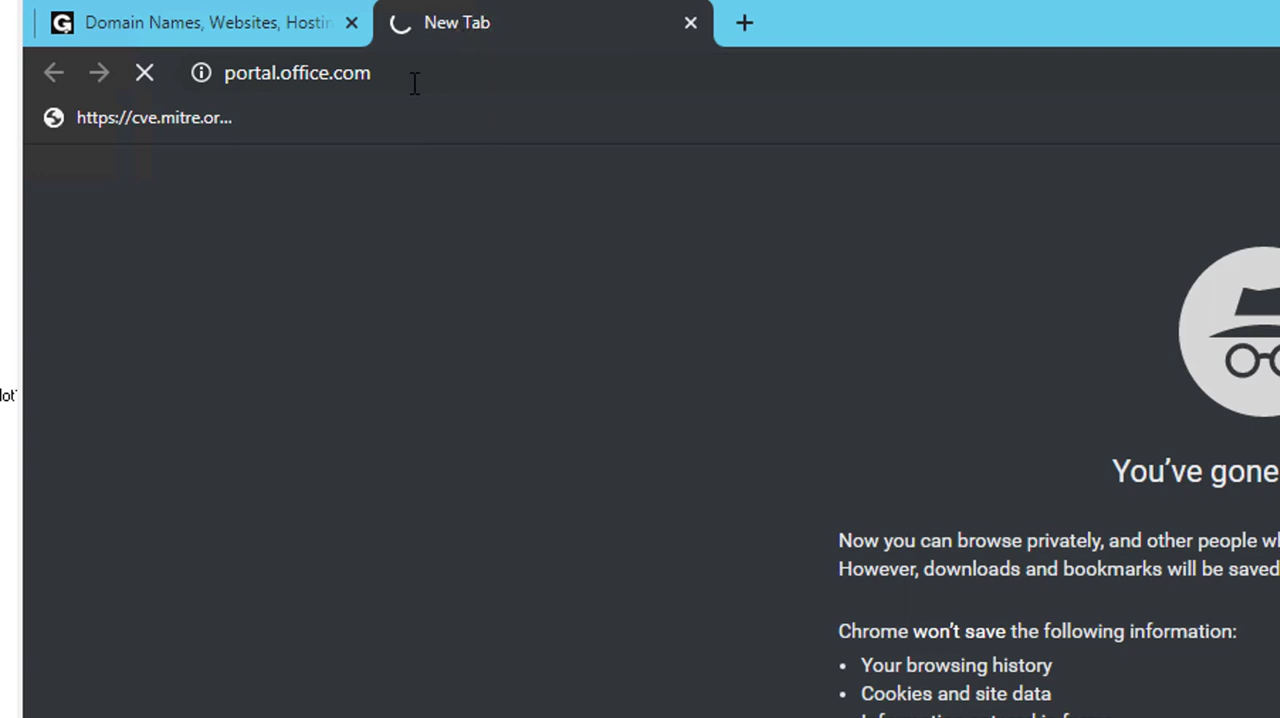 Domain Names, Websites, Hostin
New Tab
portal.office.com
https://cve.mitre.or...
You've gone
Now you can browse privately, and other people w
However, downloads and bookmarks will be saved
Chrome won't save the following information:
• Your browsing history
• Cookies and site data